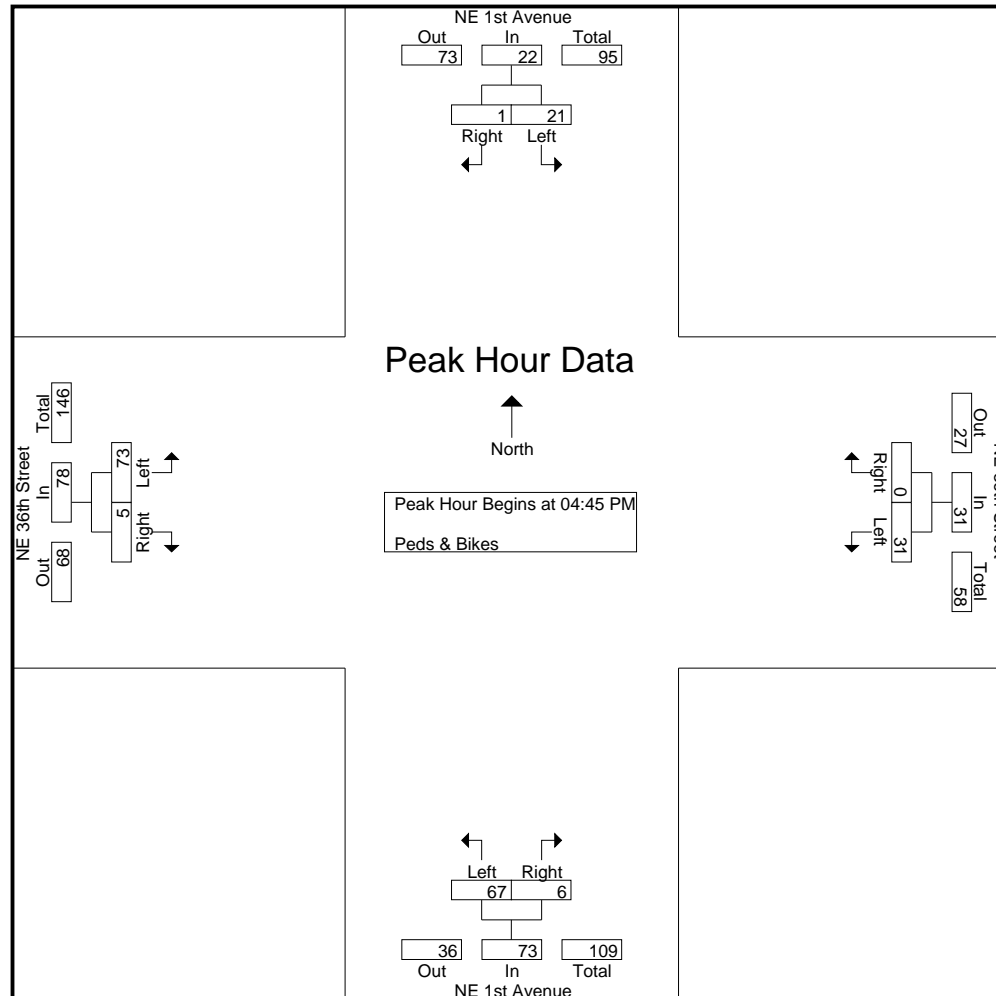 NE 1st Avenue
Out In Total
73 22 95
1 21
Right Left
Peak Hour Data
North
Peak Hour Begins at 04:45 PM
Peds & Bikes
NE 36th Street
Total In Out
146 78 68
73 5
Left Right
Right Left
0 31
27 31 58
Out In Total
Left Right
67 6
36 73 109
Out In Total
NE 1st Avenue